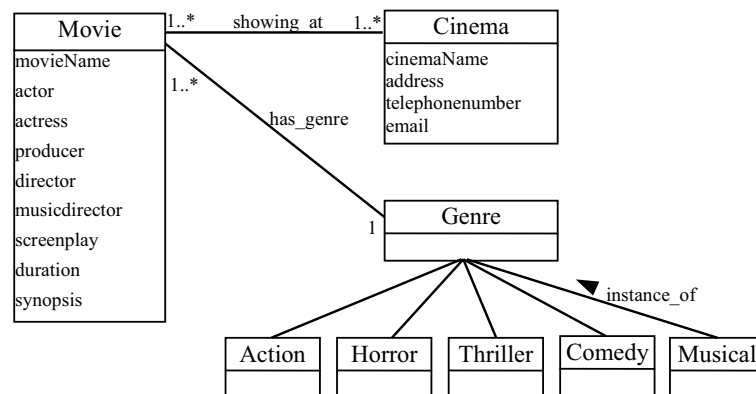 Movie
movieName
actor
actress
producer
director
musicdirector
screenplay
duration
synopsis
1..* showing_at 1..*
Cinema
cinemaName
address
telephonenumber
email
1..*
has_genre
1
Genre
instance_of
Action Horror Thriller Comedy Musical